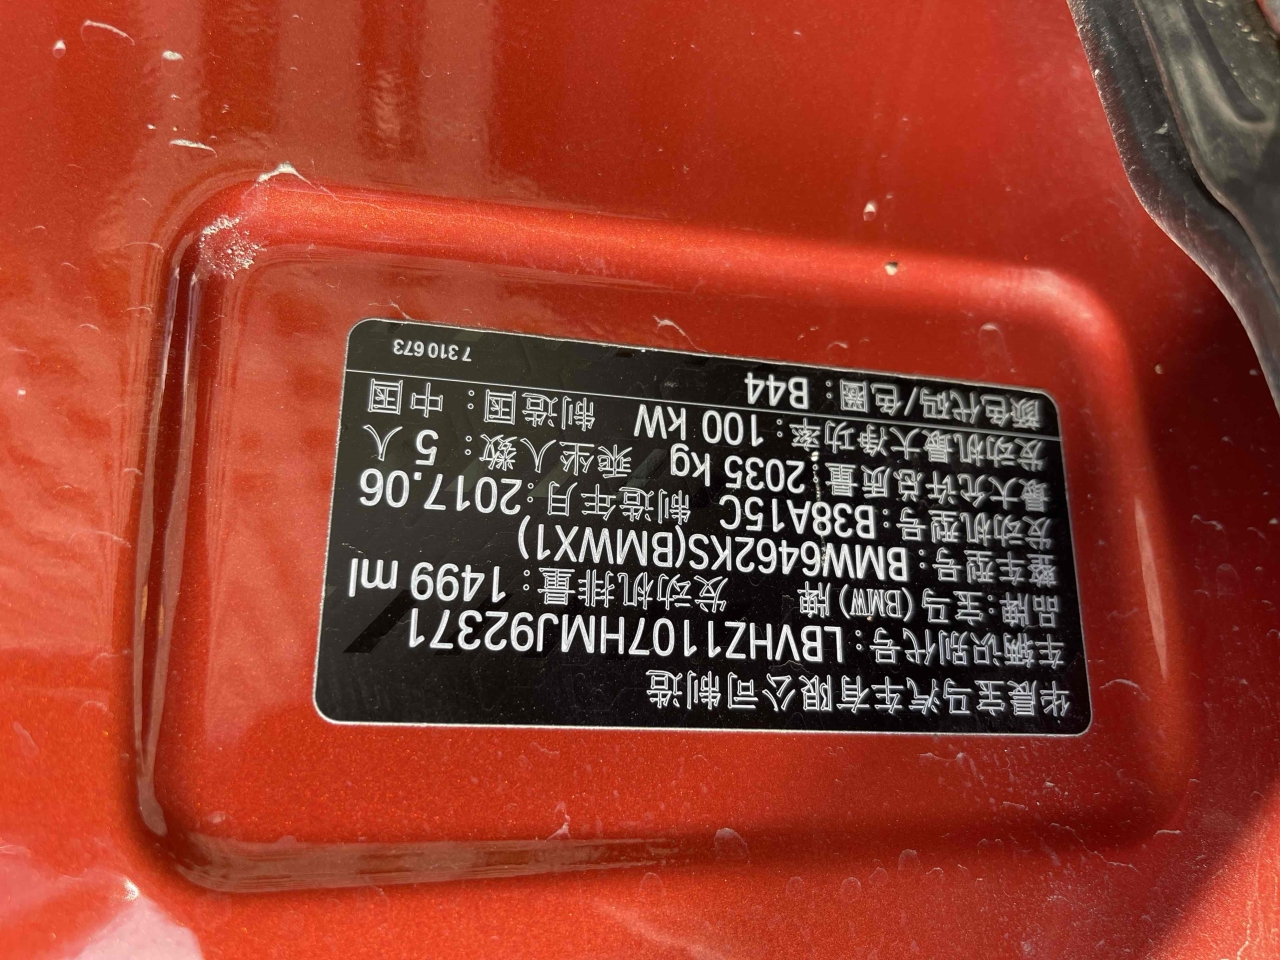 华晨宝马汽车有限公司制造
车辆识别代号：LBVHZ1107HMJ92371
品牌：宝马(BMW)牌 发动机排量：1499 ml
整车型号：BMW6462KS(BMWX1)
发动机型号：B38A15C 制造年月：2017.06
最大允许总质量：2035 kg 乘坐人数：5 人
发动机最大净功率：100 kW 制造国：中国
颜色代码/色圖：B44
7 310 673